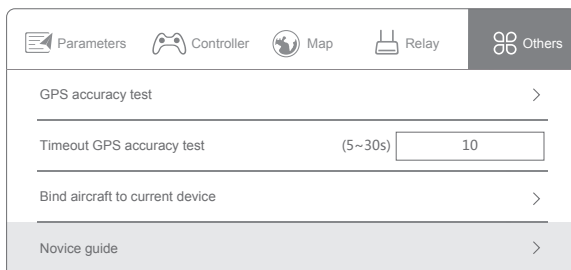 Parameters Controller Map Relay Others
GPS accuracy test
Timeout GPS accuracy test (5~30s) 10
Bind aircraft to current device
Novice guide